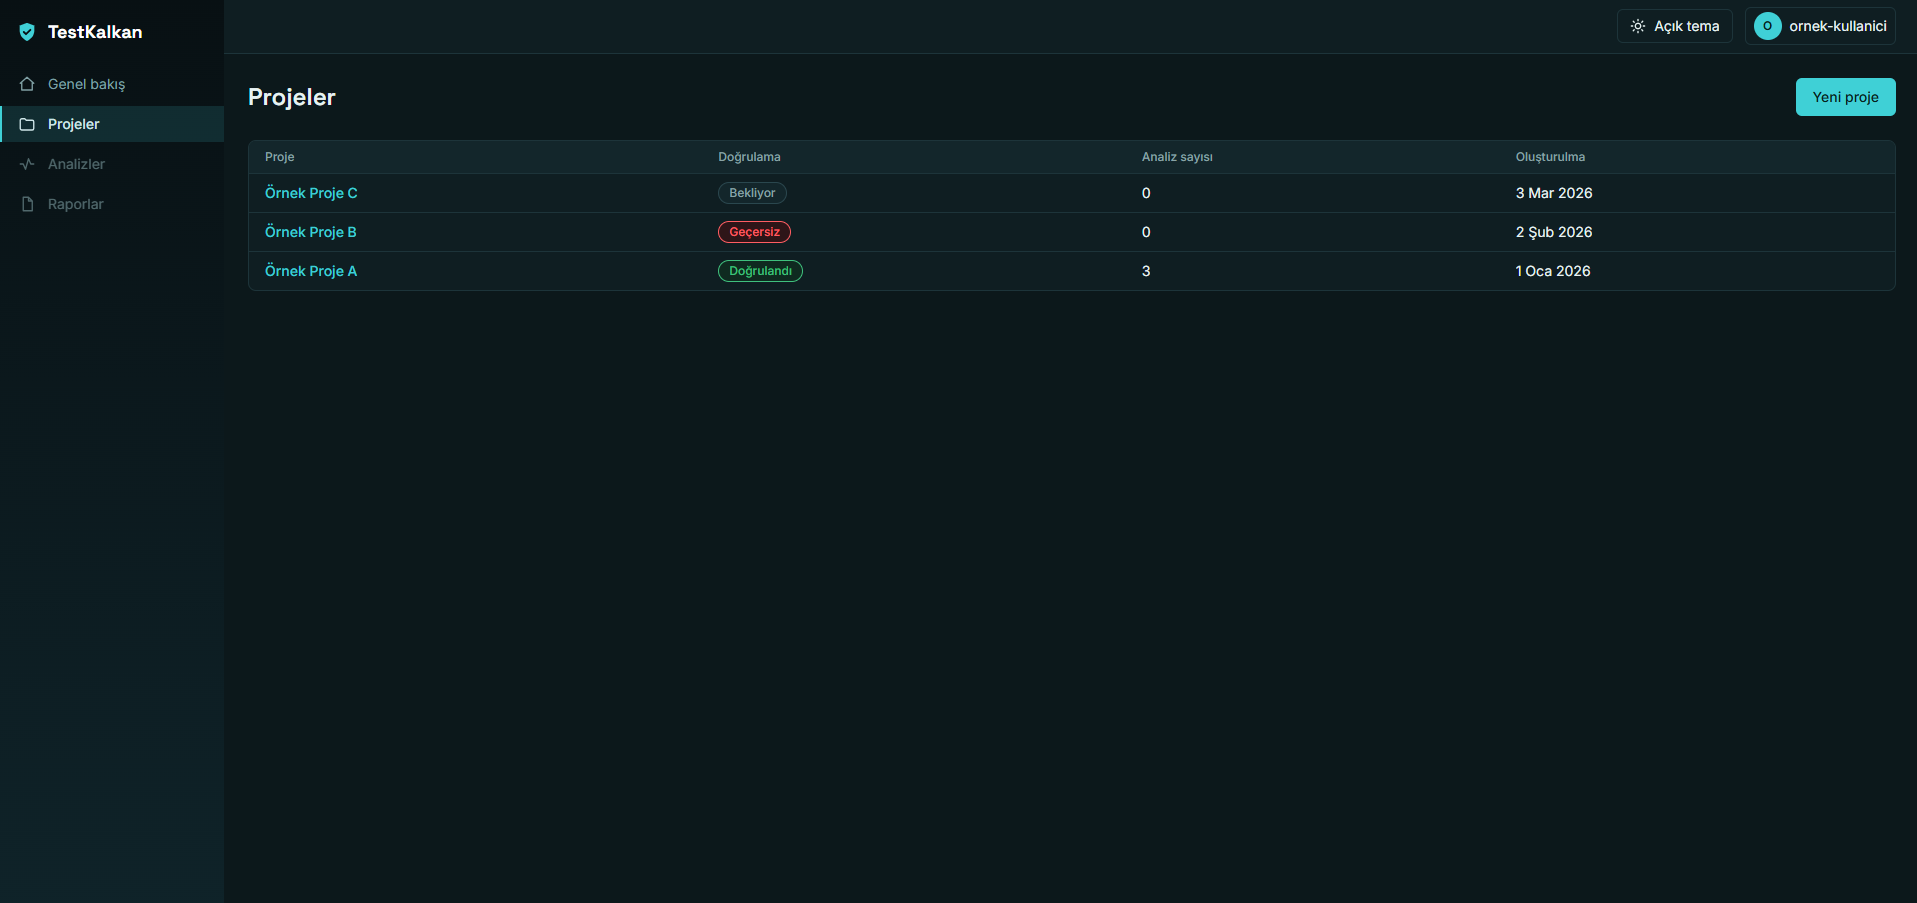 TestKalkan
Açık tema
O ornek-kullanici
Genel bakış
Projeler
Analizler
Raporlar
Projeler
Yeni proje
Proje Doğrulama Analiz sayısı Oluşturulma
Örnek Proje C Bekliyor 0 3 Mar 2026
Örnek Proje B Geçersiz 0 2 Şub 2026
Örnek Proje A Doğrulandı 3 1 Oca 2026